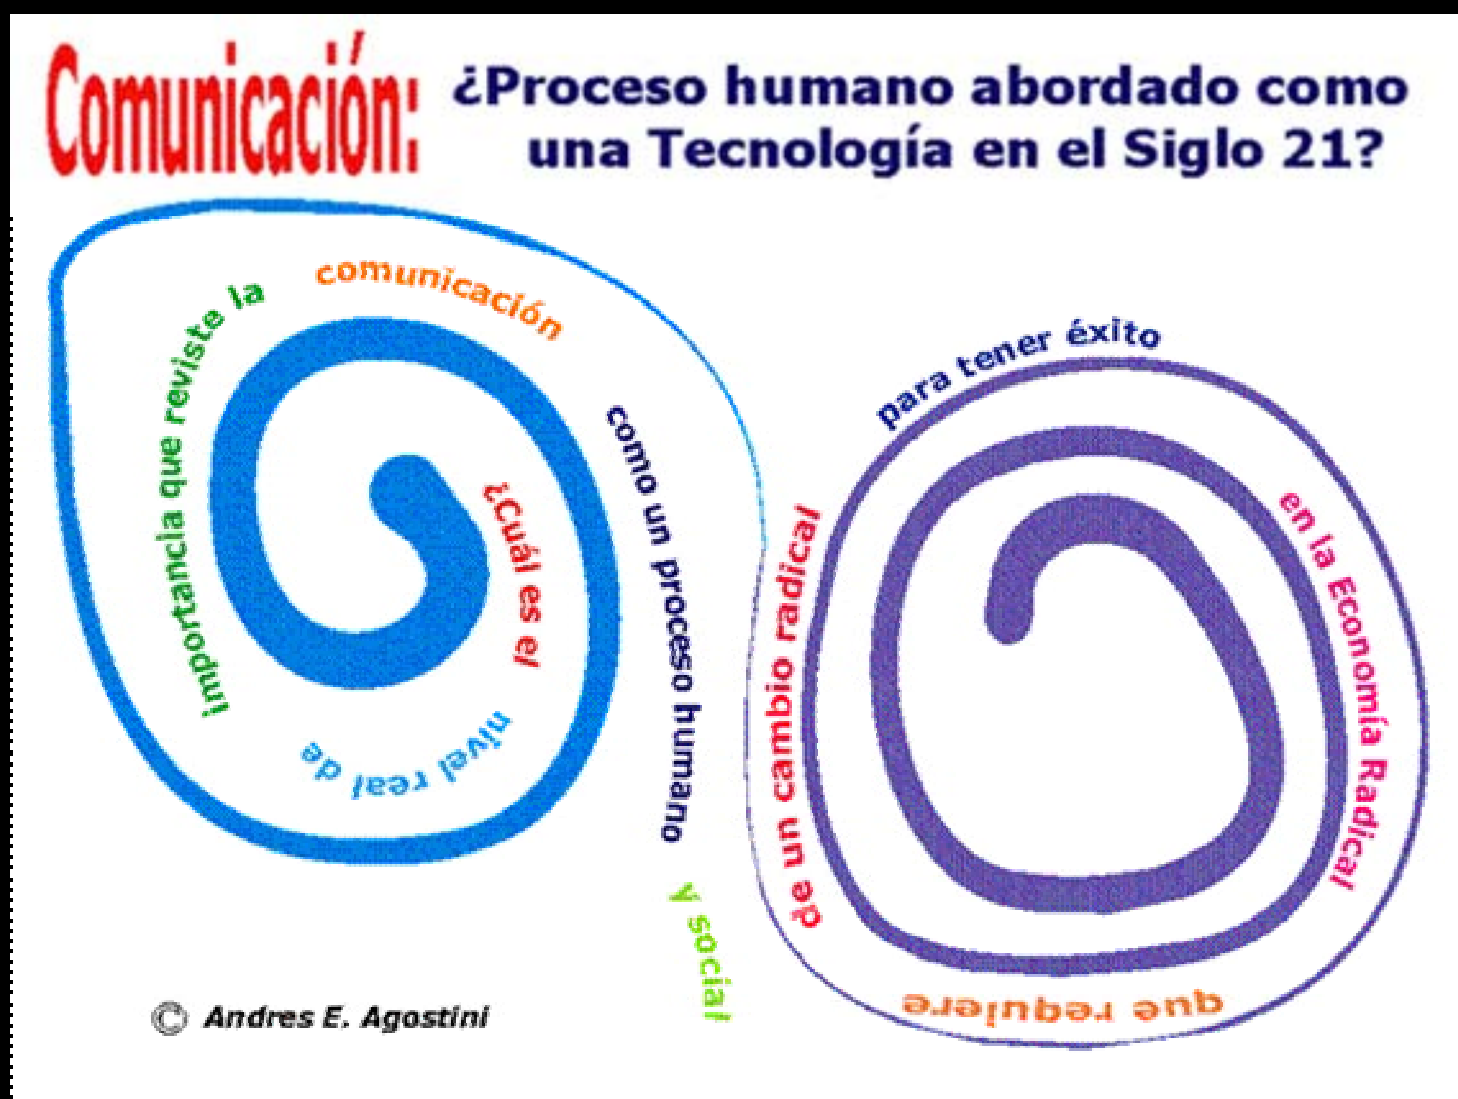 Comunicación:
¿Proceso humano abordado como
una Tecnología en el Siglo 21?
¿Cuál es el
nivel real de
importancia que reviste la
comunicación
como un proceso humano
y social
para tener éxito
en la Economía Radical
que requiere
de un cambio radical
© Andres E. Agostini